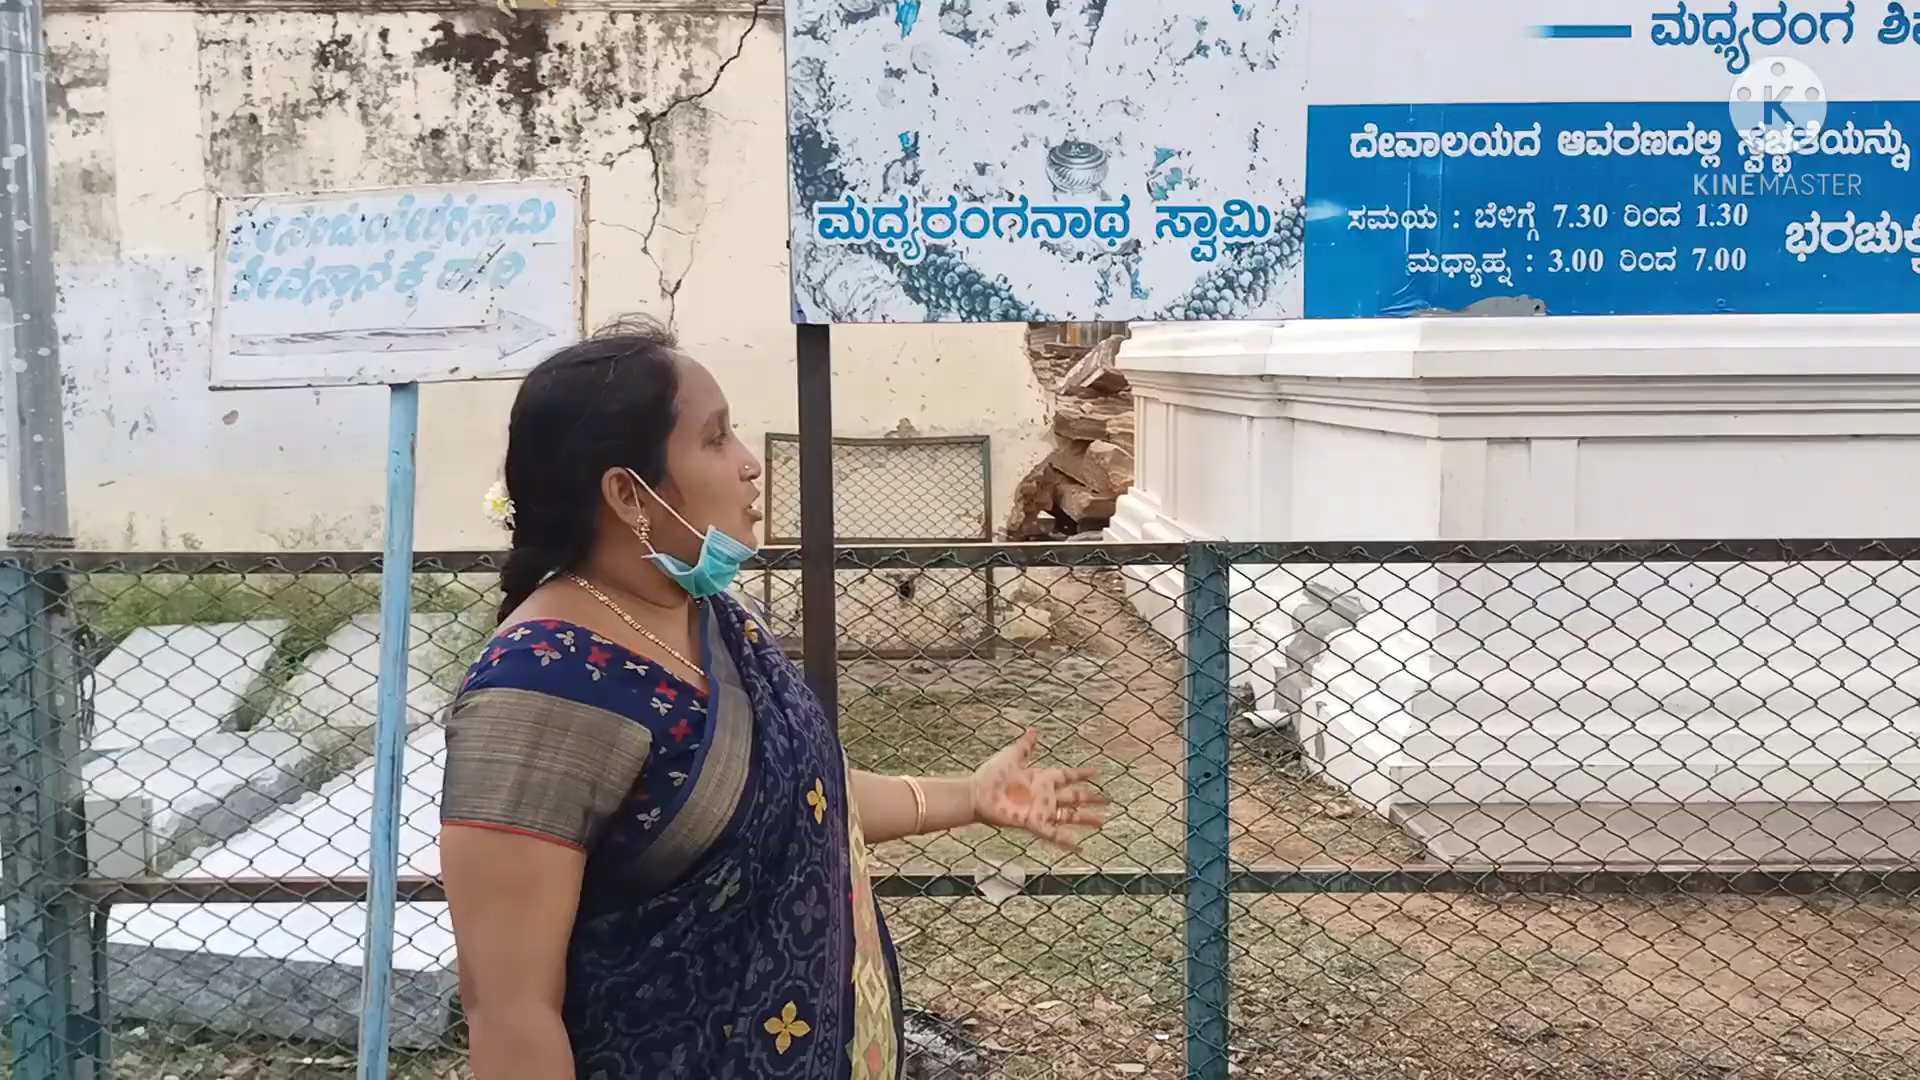 ದೇವಸ್ಥಾನಕ್ಕೆ ದಾರಿ
ಮಧ್ಯರಂಗನಾಥ ಸ್ವಾಮಿ
ಮಧ್ಯರಂಗ
ದೇವಾಲಯದ ಆವರಣದಲ್ಲಿ ಸ್ವಚ್ಛತೆಯನ್ನು
ಸಮಯ : ಬೆಳಿಗ್ಗೆ 7.30 ರಿಂದ 1.30
ಮಧ್ಯಾಹ್ನ : 3.00 ರಿಂದ 7.00
K
KINEMASTER